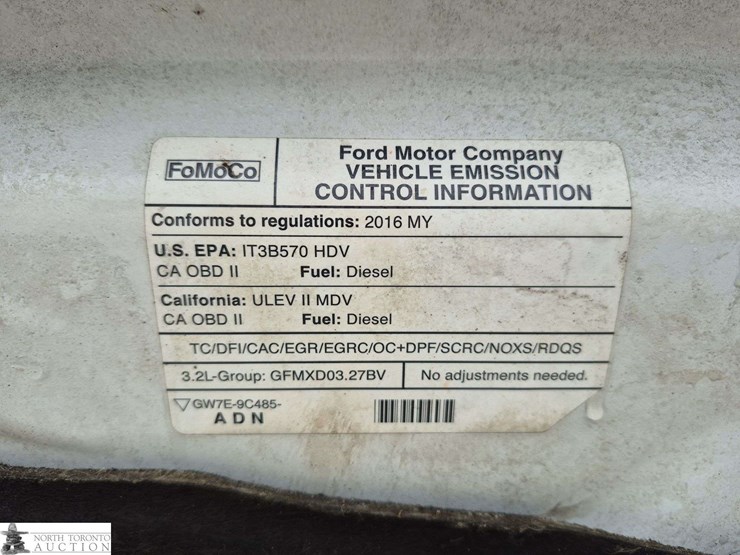 FoMoCo
Ford Motor Company
VEHICLE EMISSION
CONTROL INFORMATION
Conforms to regulations: 2016 MY
U.S. EPA: IT3B570 HDV
CA OBD II Fuel: Diesel
California: ULEV II MDV
CA OBD II Fuel: Diesel
TC/DFI/CAC/EGR/EGRC/OC+DPF/SCRC/NOXS/RDQS
3.2L-Group: GFMXD03.27BV No adjustments needed.
GW7E-9C485-
ADN
NORTH TORONTO
AUCTION